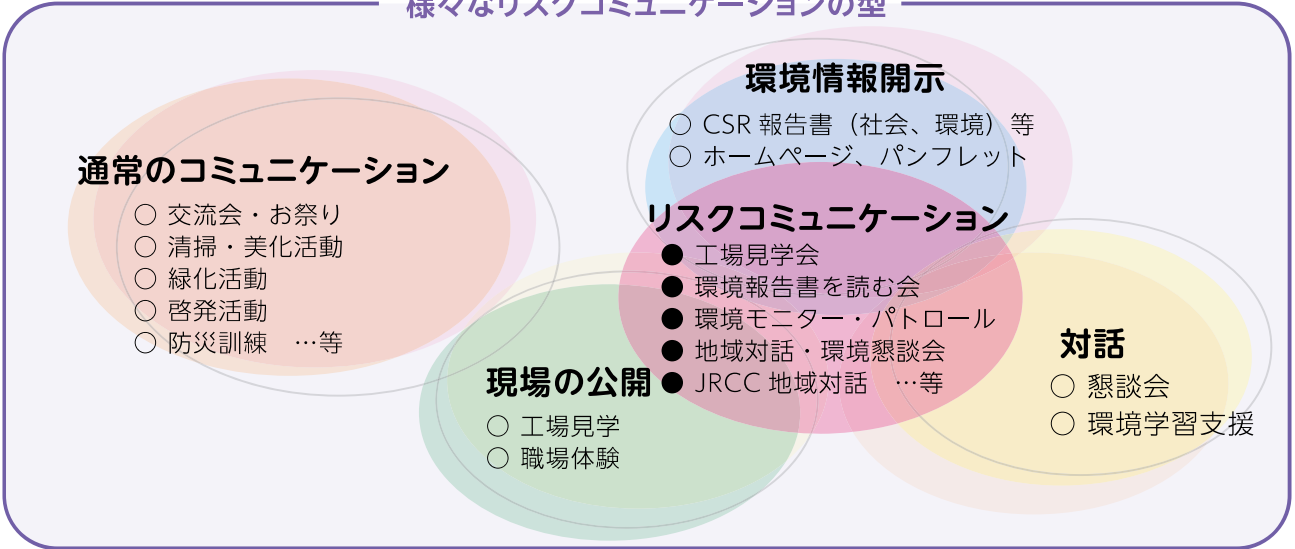 様々なリスクコミュニケーションの型
環境情報開示
○ CSR 報告書（社会、環境）等
○ ホームページ、パンフレット
通常のコミュニケーション
○ 交流会・お祭り
○ 清掃・美化活動
○ 緑化活動
○ 啓発活動
○ 防災訓練　…等
リスクコミュニケーション
● 工場見学会
● 環境報告書を読む会
● 環境モニター・パトロール
● 地域対話・環境懇談会
● JRCC 地域対話　…等
現場の公開
○ 工場見学
○ 職場体験
対話
○ 懇談会
○ 環境学習支援